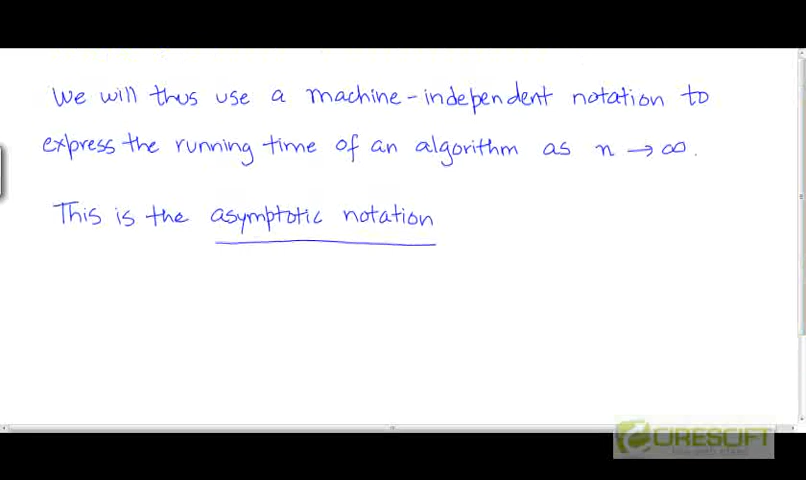 We will thus use a machine-independent notation to
express the running time of an algorithm as n → ∞.
This is the asymptotic notation